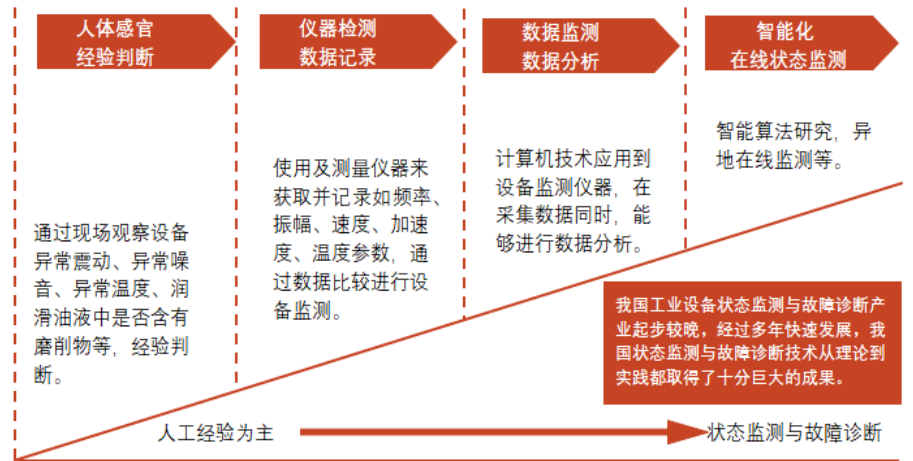 人体感官
经验判断
仪器检测
数据记录
数据监测
数据分析
智能化
在线状态监测
通过现场观察设备
异常震动、异常噪
音、异常温度、润
滑油液中是否含有
磨削物等，经验判
断。
使用及测量仪器来
获取并记录如频率、
振幅、速度、加速
度、温度参数，通
过数据比较进行设
备监测。
计算机技术应用到
设备监测仪器，在
采集数据同时，能
够进行数据分析。
智能算法研究，异
地在线监测等。
我国工业设备状态监测与故障诊断产
业起步较晚，经过多年快速发展，我
国状态监测与故障诊断技术从理论到
实践都取得了十分巨大的成果。
人工经验为主
状态监测与故障诊断